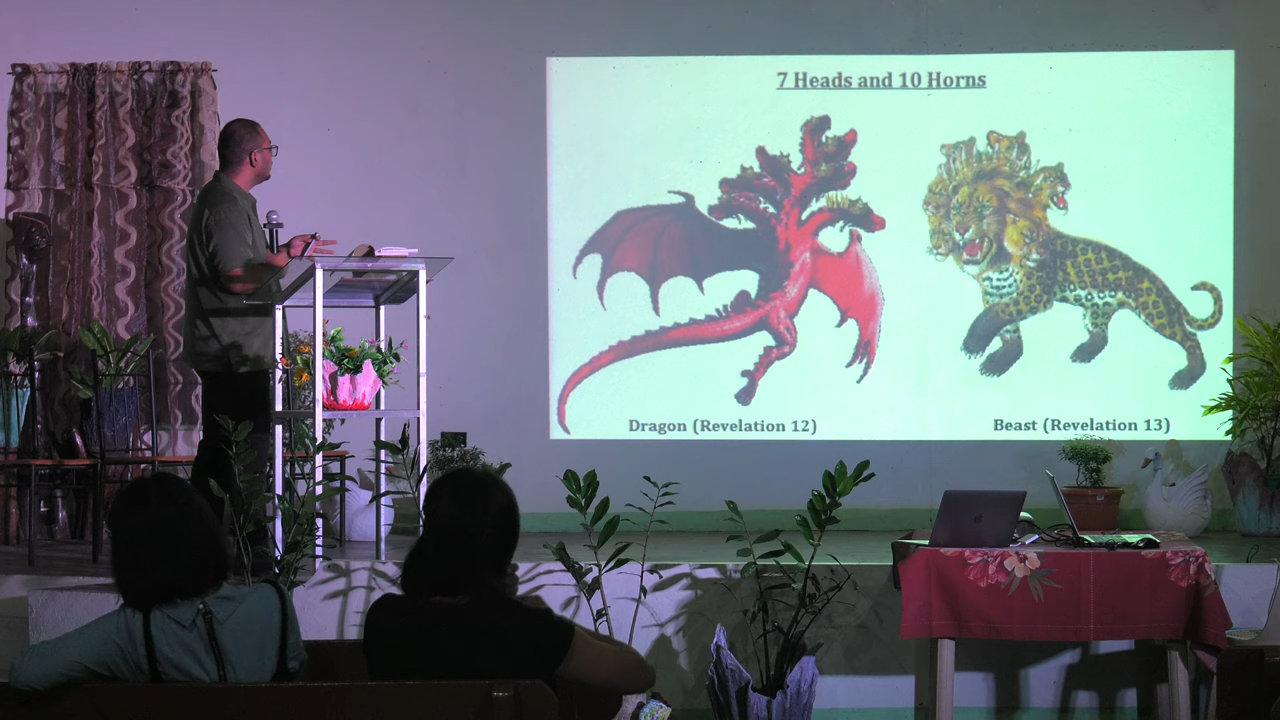 7 Heads and 10 Horns
Dragon (Revelation 12)
Beast (Revelation 13)